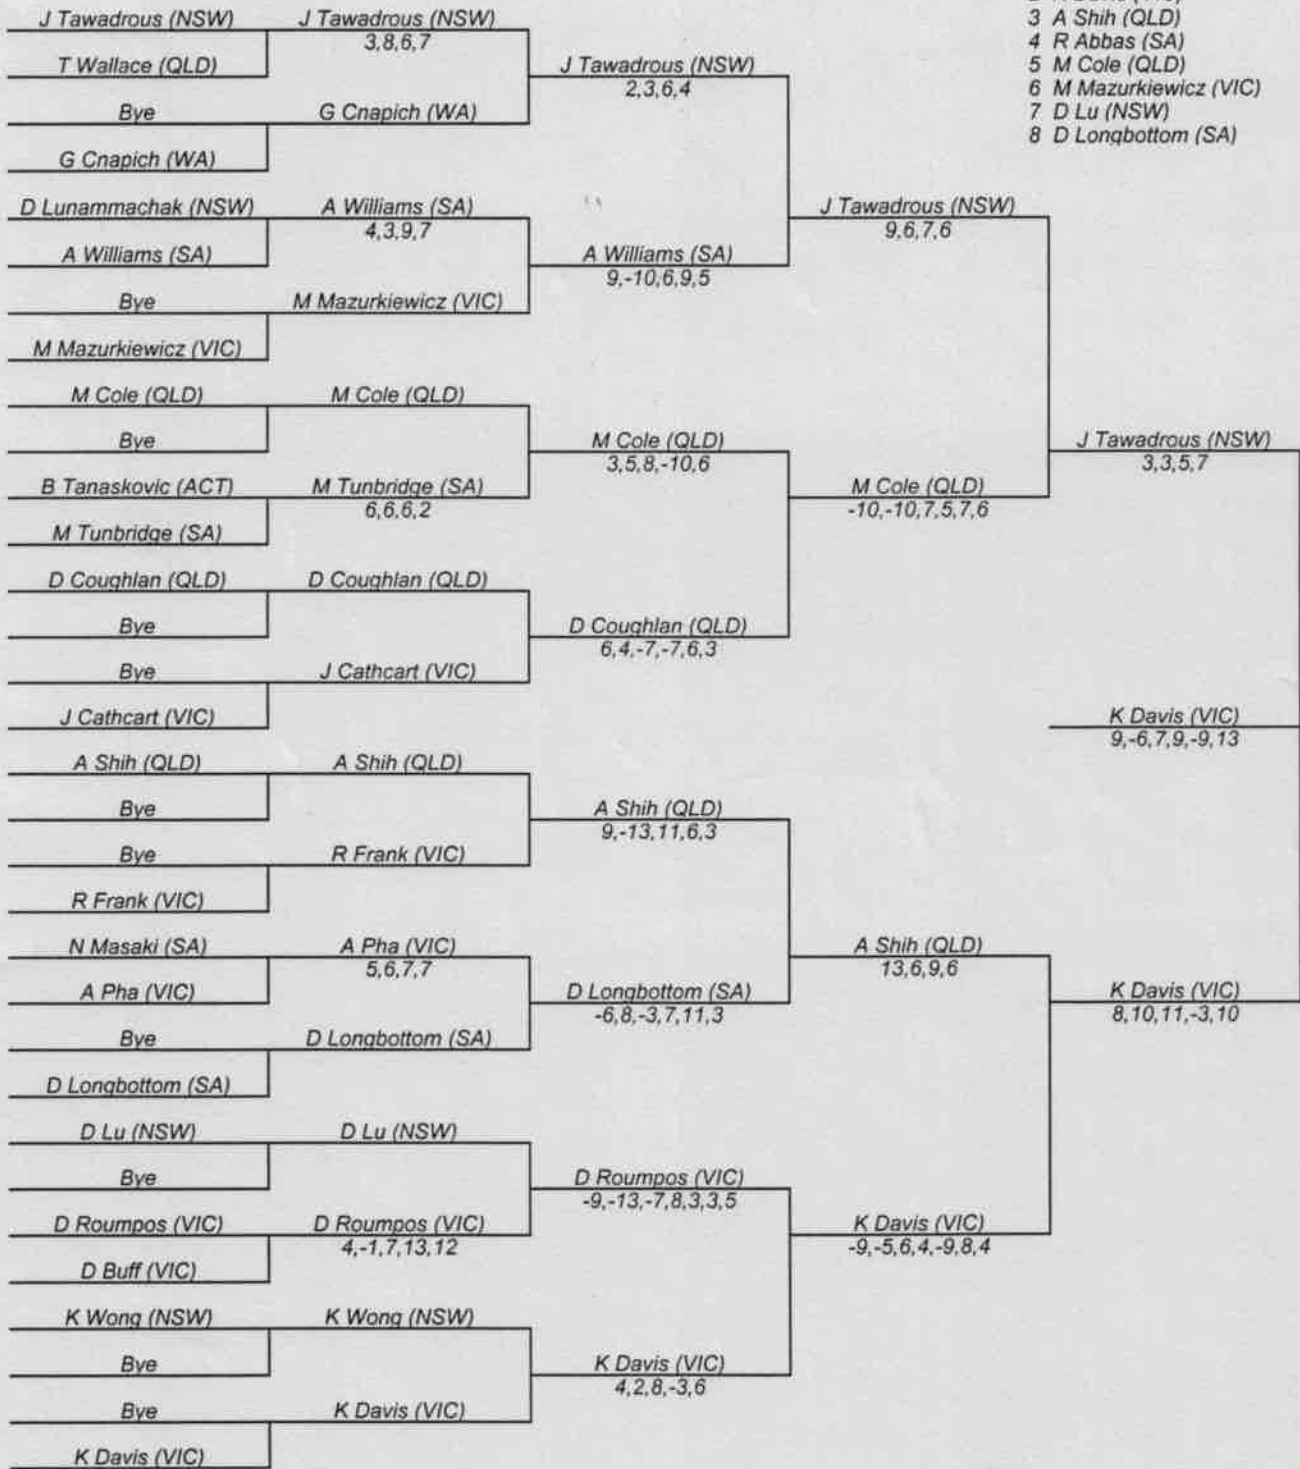 3 A Shih (QLD)
4 R Abbas (SA)
5 M Cole (QLD)
6 M Mazurkiewicz (VIC)
7 D Lu (NSW)
8 D Longbottom (SA)
J Tawadrous (NSW)
T Wallace (QLD)
Bye
G Cnapich (WA)
D Lunammachak (NSW)
A Williams (SA)
Bye
M Mazurkiewicz (VIC)
M Cole (QLD)
Bye
B Tanaskovic (ACT)
M Tunbridge (SA)
D Coughlan (QLD)
Bye
Bye
J Cathcart (VIC)
A Shih (QLD)
Bye
Bye
R Frank (VIC)
N Masaki (SA)
A Pha (VIC)
Bye
D Longbottom (SA)
D Lu (NSW)
Bye
D Roumpos (VIC)
D Buff (VIC)
K Wong (NSW)
Bye
Bye
K Davis (VIC)
J Tawadrous (NSW)
3,8,6,7
G Cnapich (WA)
A Williams (SA)
4,3,9,7
M Mazurkiewicz (VIC)
M Cole (QLD)
M Tunbridge (SA)
6,6,6,2
D Coughlan (QLD)
J Cathcart (VIC)
A Shih (QLD)
R Frank (VIC)
A Pha (VIC)
5,6,7,7
D Longbottom (SA)
D Lu (NSW)
D Roumpos (VIC)
4,-1,7,13,12
K Wong (NSW)
K Davis (VIC)
J Tawadrous (NSW)
2,3,6,4
A Williams (SA)
9,-10,6,9,5
M Cole (QLD)
3,5,8,-10,6
D Coughlan (QLD)
6,4,-7,-7,6,3
A Shih (QLD)
9,-13,11,6,3
D Longbottom (SA)
-6,8,-3,7,11,3
D Roumpos (VIC)
-9,-13,-7,8,3,3,5
K Davis (VIC)
4,2,8,-3,6
J Tawadrous (NSW)
9,6,7,6
M Cole (QLD)
-10,-10,7,5,7,6
A Shih (QLD)
13,6,9,6
K Davis (VIC)
-9,-5,6,4,-9,8,4
J Tawadrous (NSW)
3,3,5,7
K Davis (VIC)
8,10,11,-3,10
K Davis (VIC)
9,-6,7,9,-9,13